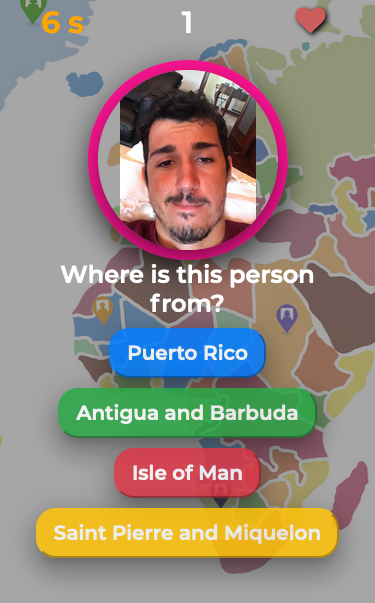 6 s
1
Where is this person
from?
Puerto Rico
Antigua and Barbuda
Isle of Man
Saint Pierre and Miquelon